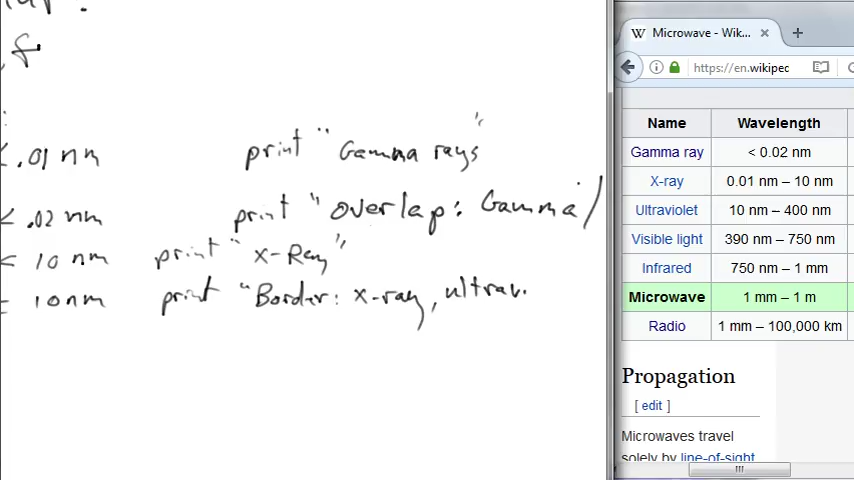 < .01 nm print "Gamma rays"
< .02 nm print "Overlap: Gamma /
< 10 nm print "X-Ray"
= 10 nm print "Border: x-ray, ultrav.
W Microwave - Wik... × +
https://en.wikipec
Name Wavelength
Gamma ray < 0.02 nm
X-ray 0.01 nm – 10 nm
Ultraviolet 10 nm – 400 nm
Visible light 390 nm – 750 nm
Infrared 750 nm – 1 mm
Microwave 1 mm – 1 m
Radio 1 mm – 100,000 km
Propagation
[ edit ]
Microwaves travel
solely by line-of-sight